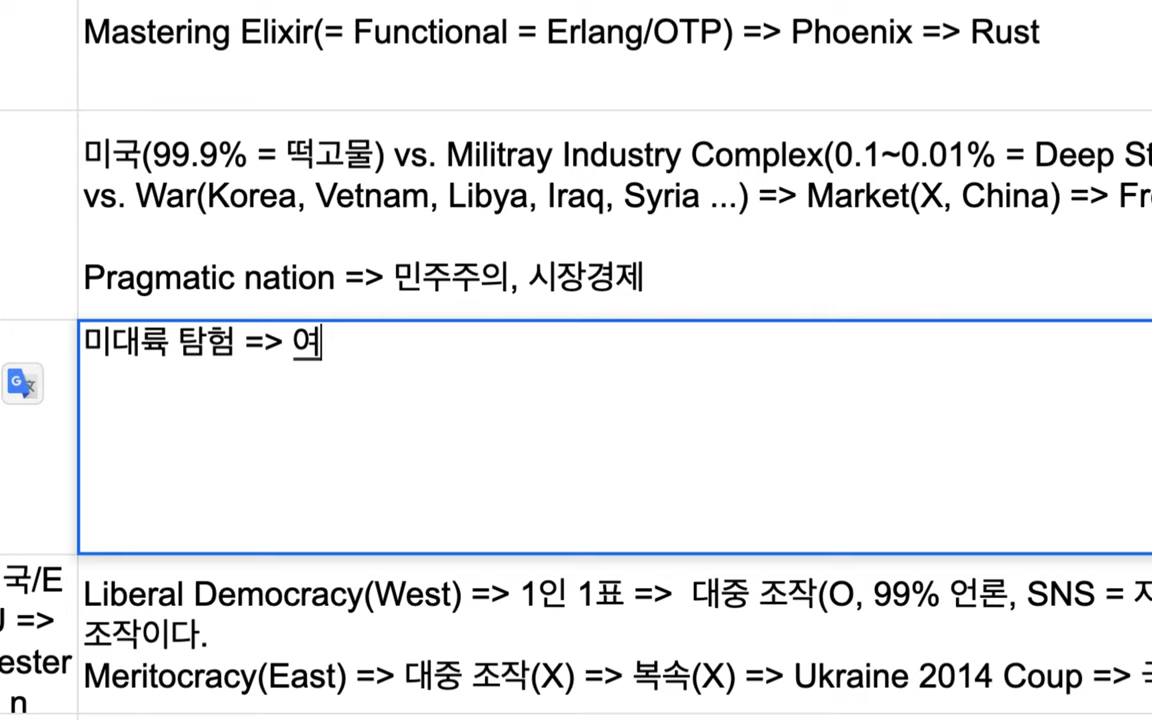 Mastering Elixir(= Functional = Erlang/OTP) => Phoenix => Rust
미국(99.9% = 떡고물) vs. Militray Industry Complex(0.1~0.01% = Deep
vs. War(Korea, Vetnam, Libya, Iraq, Syria ...) => Market(X, China) =>
Pragmatic nation => 민주주의, 시장경제
미대륙 탐험 => 여
국/E
=>
ester
n
Liberal Democracy(West) => 1인 1표 => 대중 조작(O, 99% 언론, SNS =
조작이다.
Meritocracy(East) => 대중 조작(X) => 복속(X) => Ukraine 2014 Coup =>